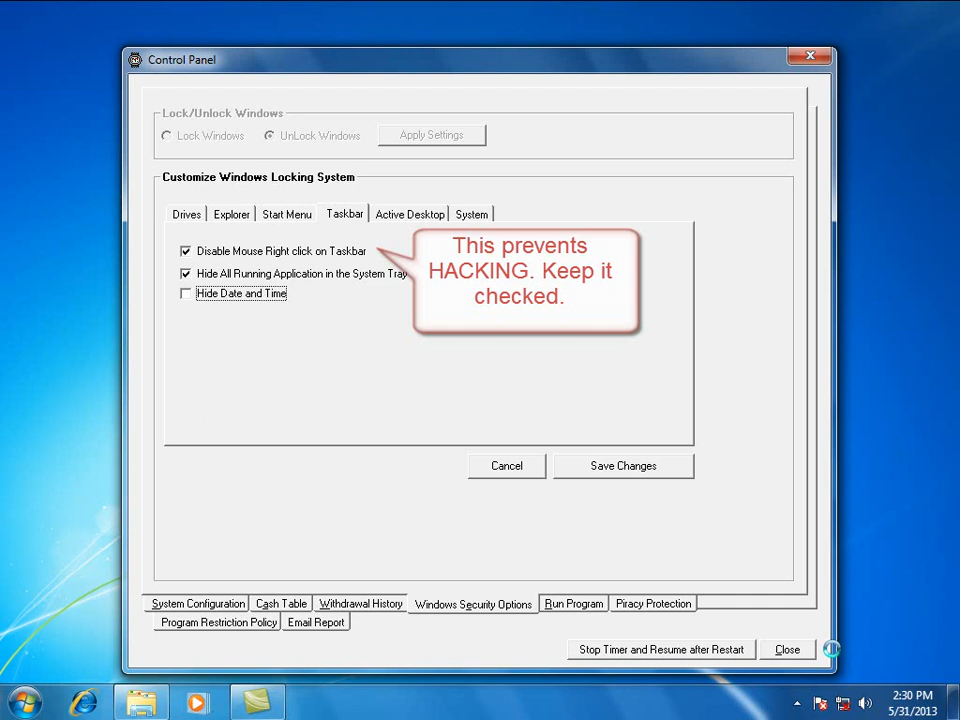 Control Panel
Lock/Unlock Windows
Lock Windows
UnLock Windows
Apply Settings
Customize Windows Locking System
Drives
Explorer
Start Menu
Taskbar
Active Desktop
System
Disable Mouse Right click on Taskbar
Hide All Running Application in the System Tray
Hide Date and Time
This prevents
HACKING. Keep it
checked.
Cancel
Save Changes
System Configuration
Cash Table
Withdrawal History
Windows Security Options
Run Program
Piracy Protection
Program Restriction Policy
Email Report
Stop Timer and Resume after Restart
Close
2:30 PM
5/31/2013